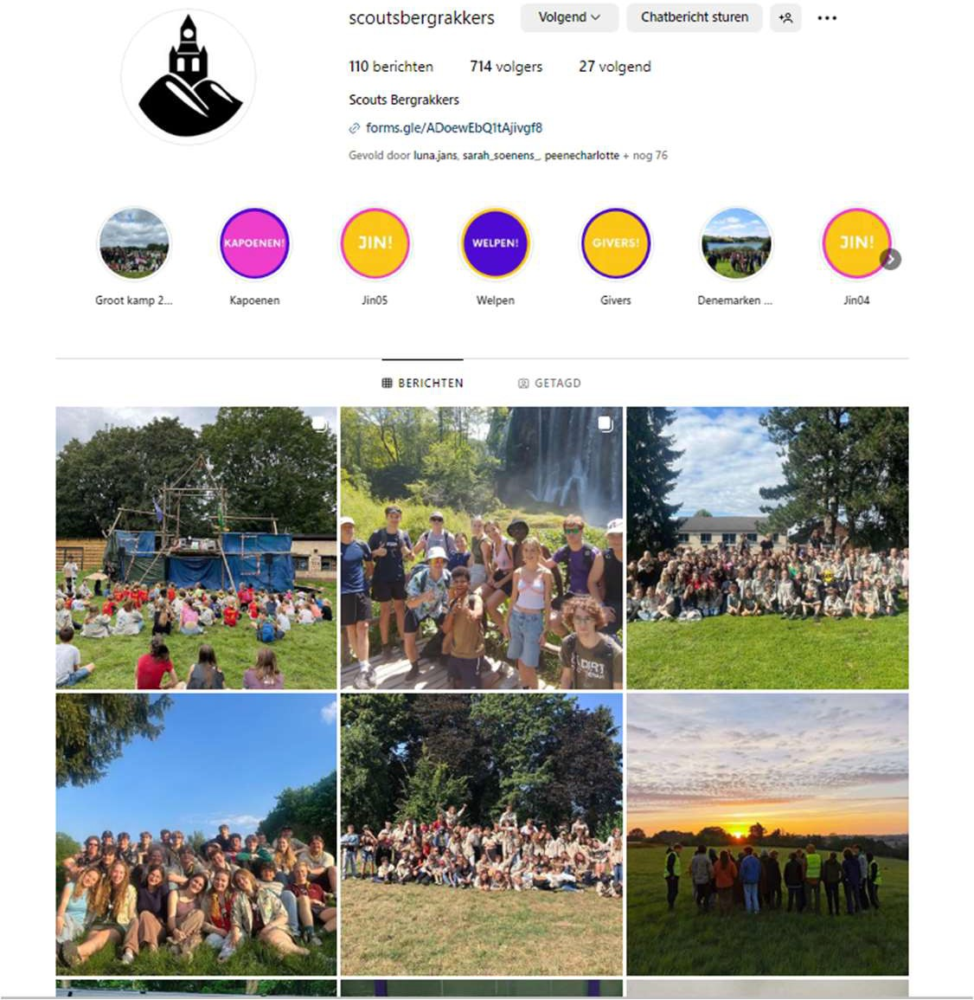 scoutsbergrakkers
Volgend
Chatbericht sturen
110 berichten
714 volgers
27 volgend
Scouts Bergrakkers
forms.gle/ADoewEbQ1tAjivgf8
Gevold door luna.jans, sarah_soenens_, peenecharlotte + nog 76
KAPOENEN!
JIN!
WELPEN!
GIVERS!
JIN!
Groot kamp 2...
Kapoenen
Jin05
Welpen
Givers
Denemarken ...
Jin04
BERICHTEN
GETAGD